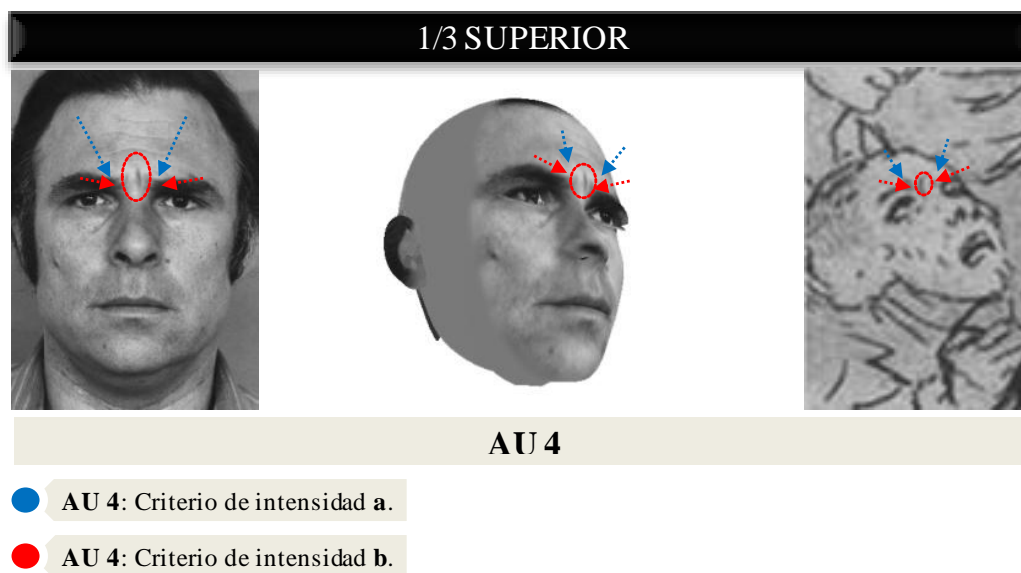 1/3 SUPERIOR
AU 4
AU 4: Criterio de intensidad a.
AU 4: Criterio de intensidad b.